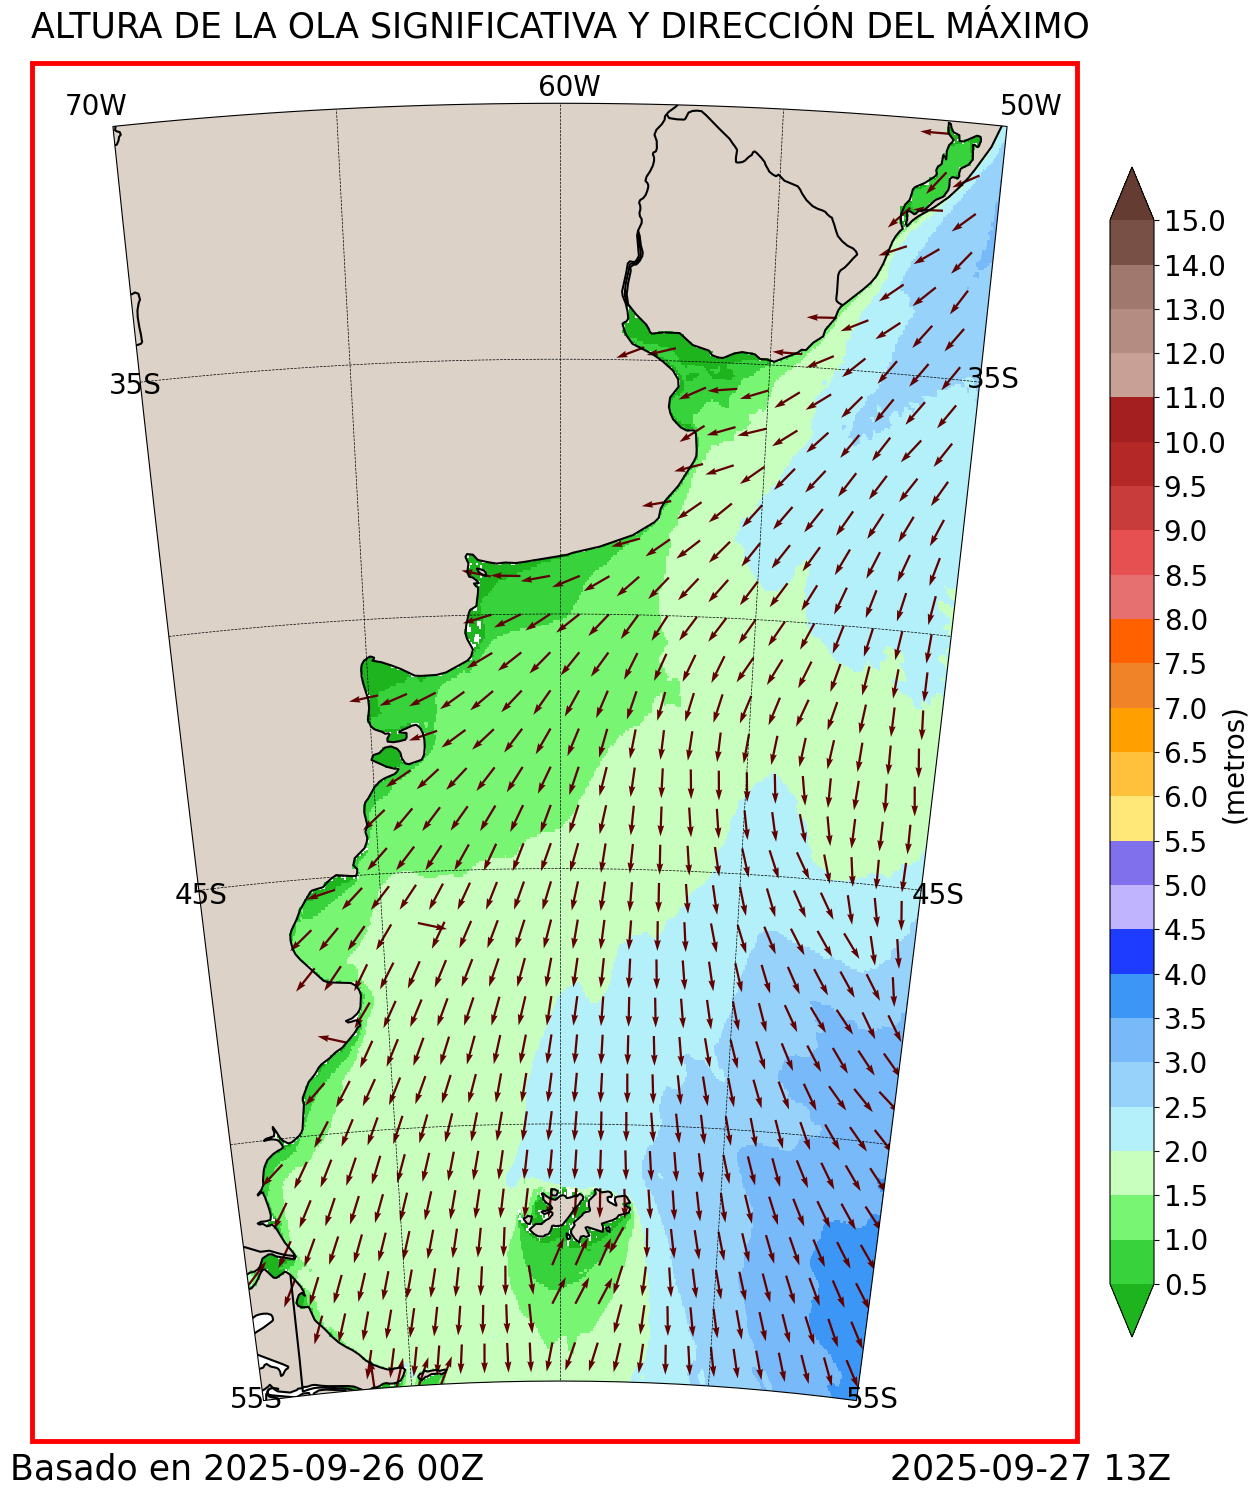 ALTURA DE LA OLA SIGNIFICATIVA Y DIRECCIÓN DEL MÁXIMO
70W
60W
50W
35S
35S
45S
45S
55S
55S
15.0
14.0
13.0
12.0
11.0
10.0
9.5
9.0
8.5
8.0
7.5
7.0
6.5
6.0
5.5
5.0
4.5
4.0
3.5
3.0
2.5
2.0
1.5
1.0
0.5
(metros)
Basado en 2025-09-26 00Z
2025-09-27 13Z